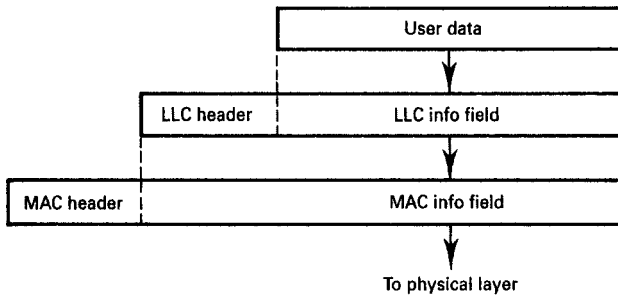 User data
LLC header
LLC info field
MAC header
MAC info field
To physical layer